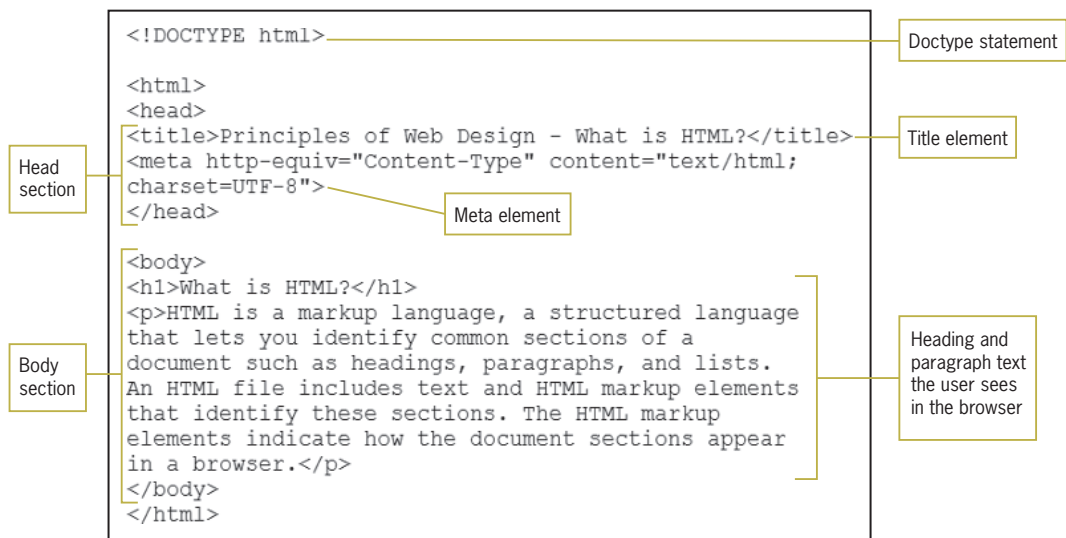 <!DOCTYPE html>
Doctype statement
<html>
<head>
<title>Principles of Web Design - What is HTML?</title>
Title element
<meta http-equiv="Content-Type" content="text/html;
charset=UTF-8">
</head>
Head
section
Meta element
<body>
<h1>What is HTML?</h1>
<p>HTML is a markup language, a structured language
that lets you identify common sections of a
document such as headings, paragraphs, and lists.
An HTML file includes text and HTML markup elements
that identify these sections. The HTML markup
elements indicate how the document sections appear
in a browser.</p>
</body>
</html>
Body
section
Heading and
paragraph text
the user sees
in the browser